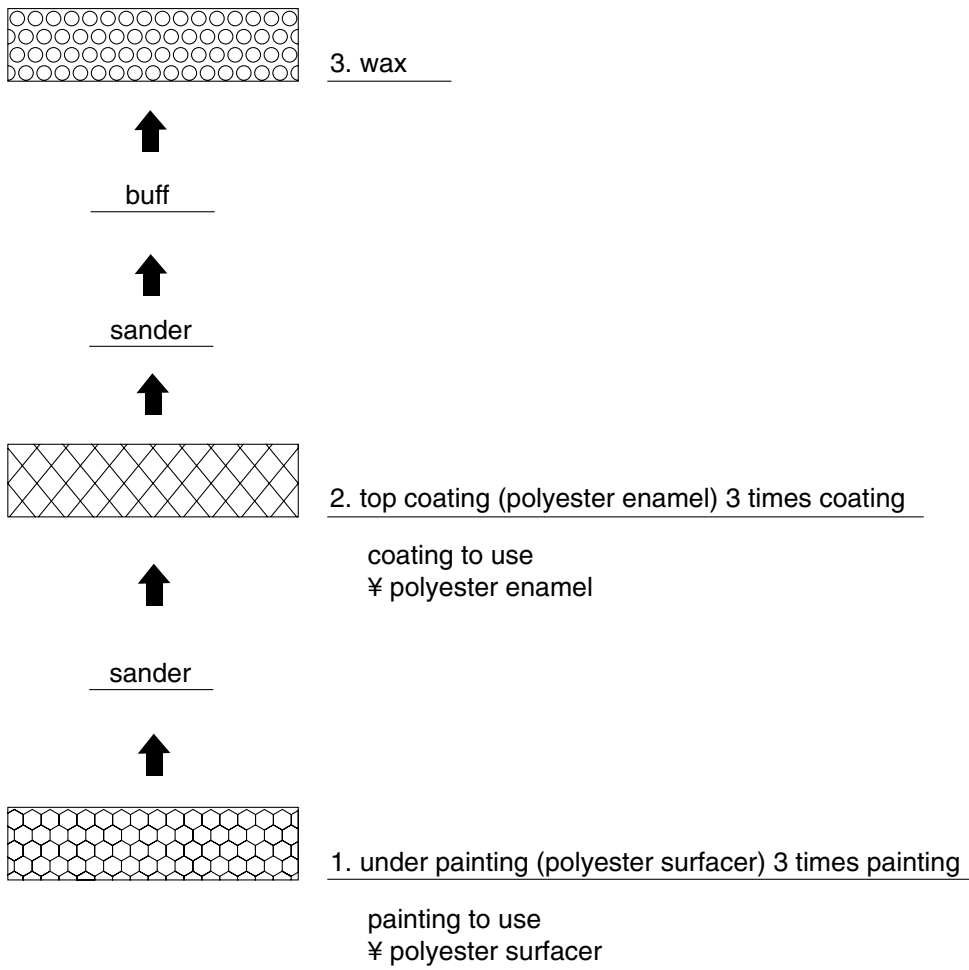 3. wax
buff
sander
2. top coating (polyester enamel) 3 times coating
coating to use
¥ polyester enamel
sander
1. under painting (polyester surfacer) 3 times painting
painting to use
¥ polyester surfacer